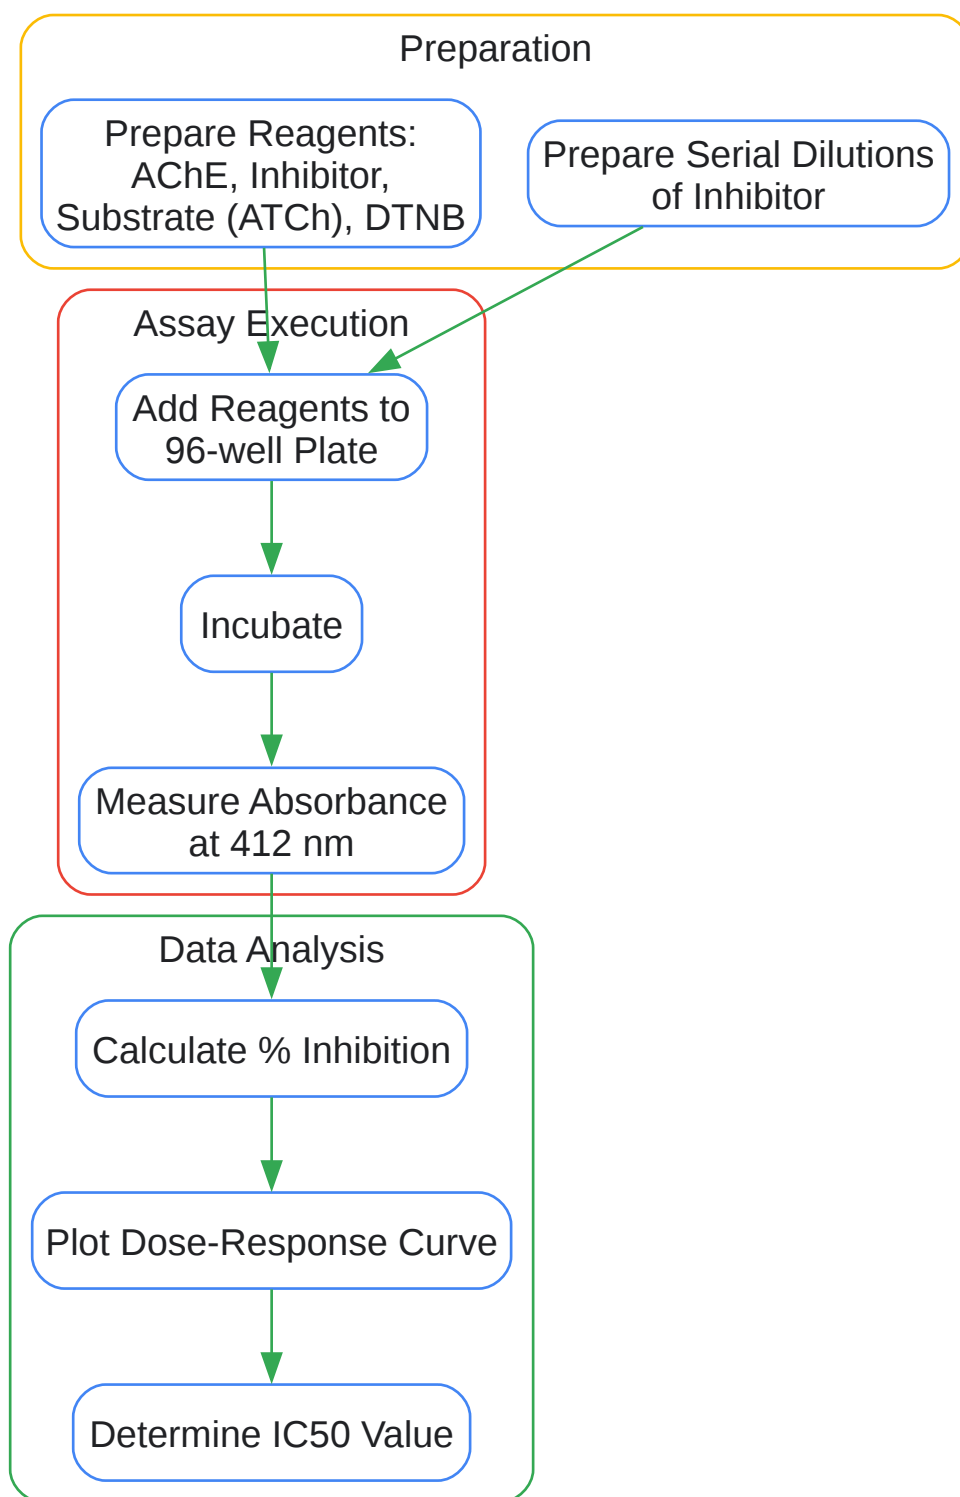 Preparation
Prepare Reagents:
AChE, Inhibitor,
Substrate (ATCh), DTNB
Prepare Serial Dilutions
of Inhibitor
Assay Execution
Add Reagents to
96-well Plate
Incubate
Measure Absorbance
at 412 nm
Data Analysis
Calculate % Inhibition
Plot Dose-Response Curve
Determine IC50 Value